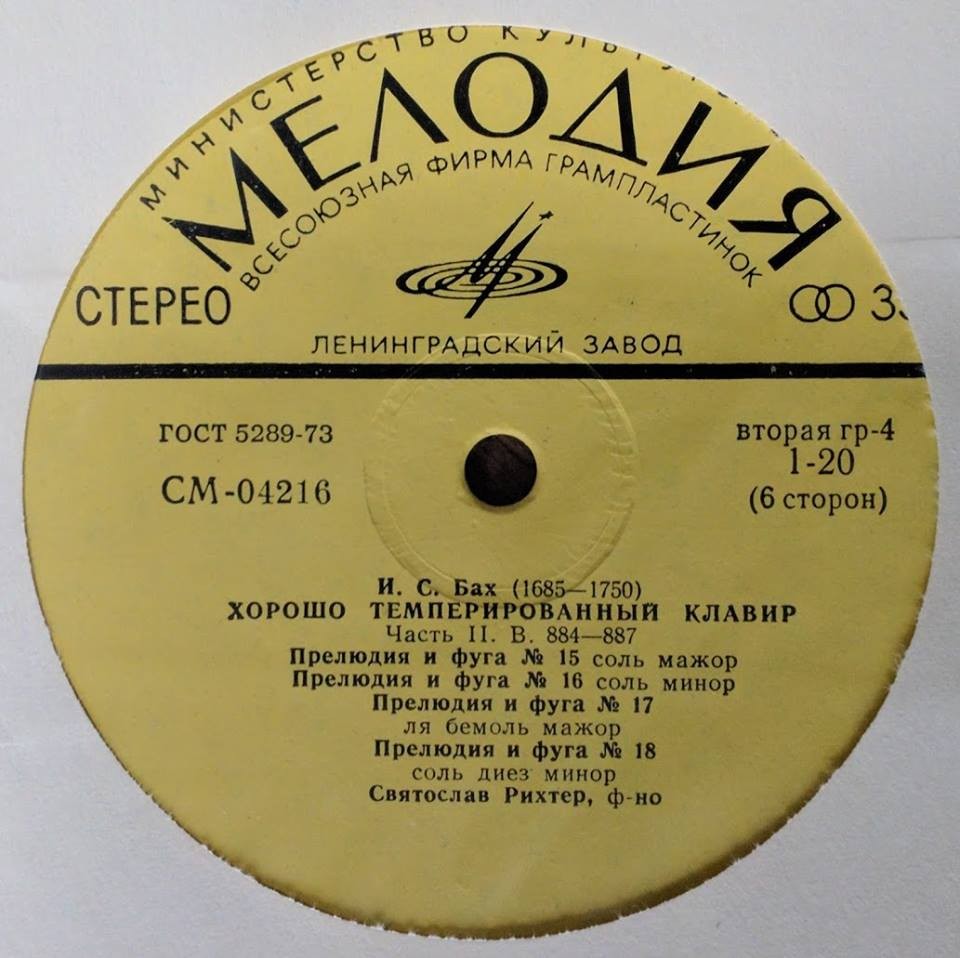 МИНИСТЕРСТВО
МЕЛОДИЯ
ВСЕСОЮЗНАЯ ФИРМА ГРАМПЛАСТИНОК
СТЕРЕО
ЛЕНИНГРАДСКИЙ ЗАВОД
ГОСТ 5289-73
вторая гр-4
СМ-04216
1-20
(6 сторон)
И. С. Бах (1685—1750)
ХОРОШО ТЕМПЕРИРОВАННЫЙ КЛАВИР
Часть II. В. 884—887
Прелюдия и фуга № 15 соль мажор
Прелюдия и фуга № 16 соль минор
Прелюдия и фуга № 17
ля бемоль мажор
Прелюдия и фуга № 18
соль диез минор
Святослав Рихтер, ф-но